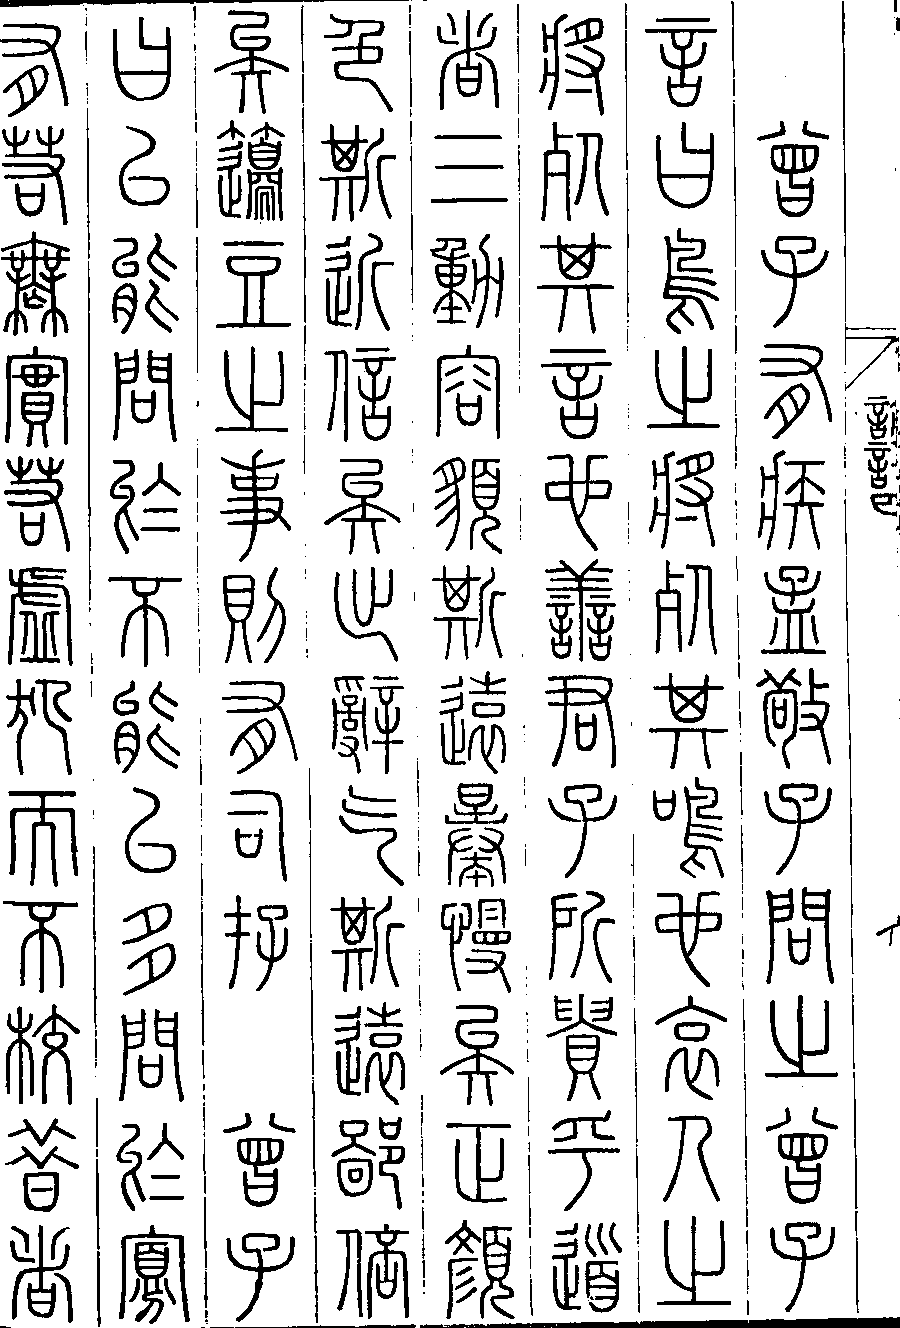 曾子有疾孟敬子問之曾子
言曰鳥之將死其鳴也哀人之
將死其言也善君子所貴乎道
者三動容貌斯遠暴慢矣正顏
色斯近信矣出辭气斯遠鄙倍
矣籩豆之事則有司存　曾子
曰以能問於不能以多問於寡
有若無實若虛犯而不校昔者